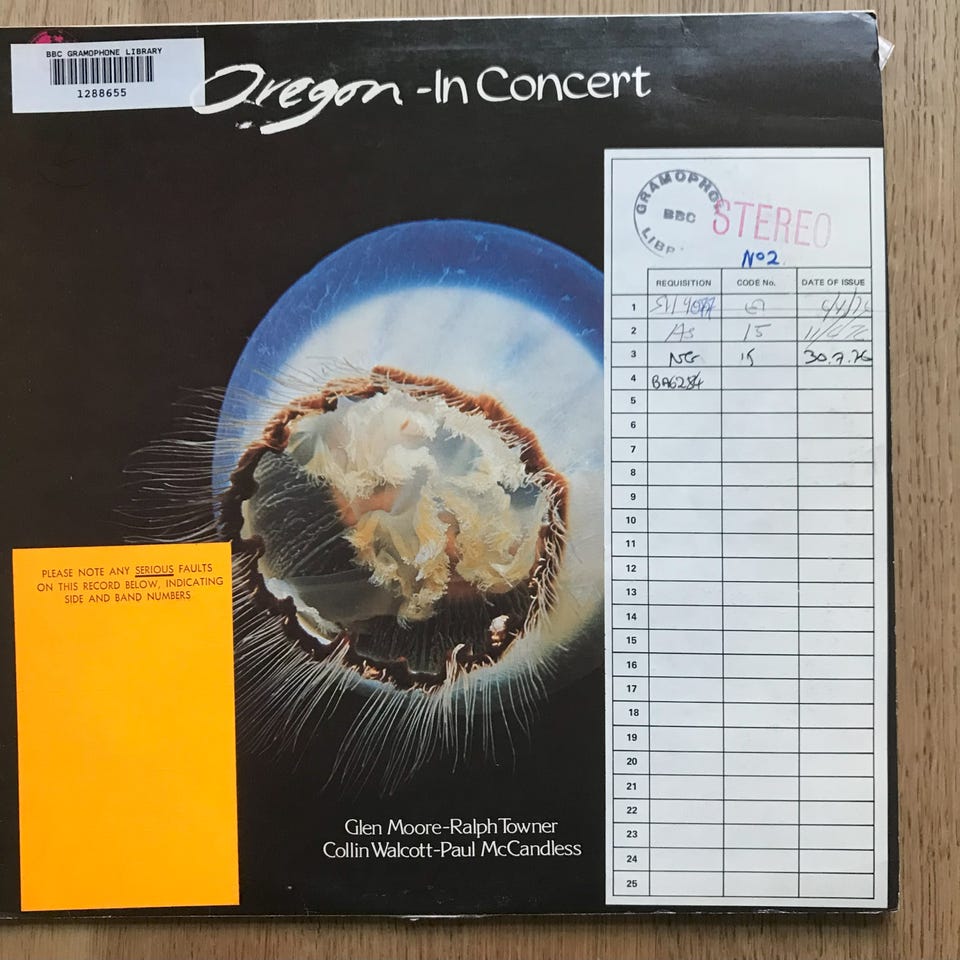 BBC GRAMOPHONE LIBRARY
1288655
Oregon -In Concert
GRAMOPHO
BBC
LIBR
STEREO
No2
REQUISITION CODE No. DATE OF ISSUE
1
2 As 15
3 NG 15 30.7.76
4 BA6284
5
6
7
8
9
10
11
12
13
14
15
16
17
18
19
20
21
22
23
24
25
PLEASE NOTE ANY SERIOUS FAULTS
ON THIS RECORD BELOW, INDICATING
SIDE AND BAND NUMBERS
Glen Moore-Ralph Towner
Collin Walcott-Paul McCandless